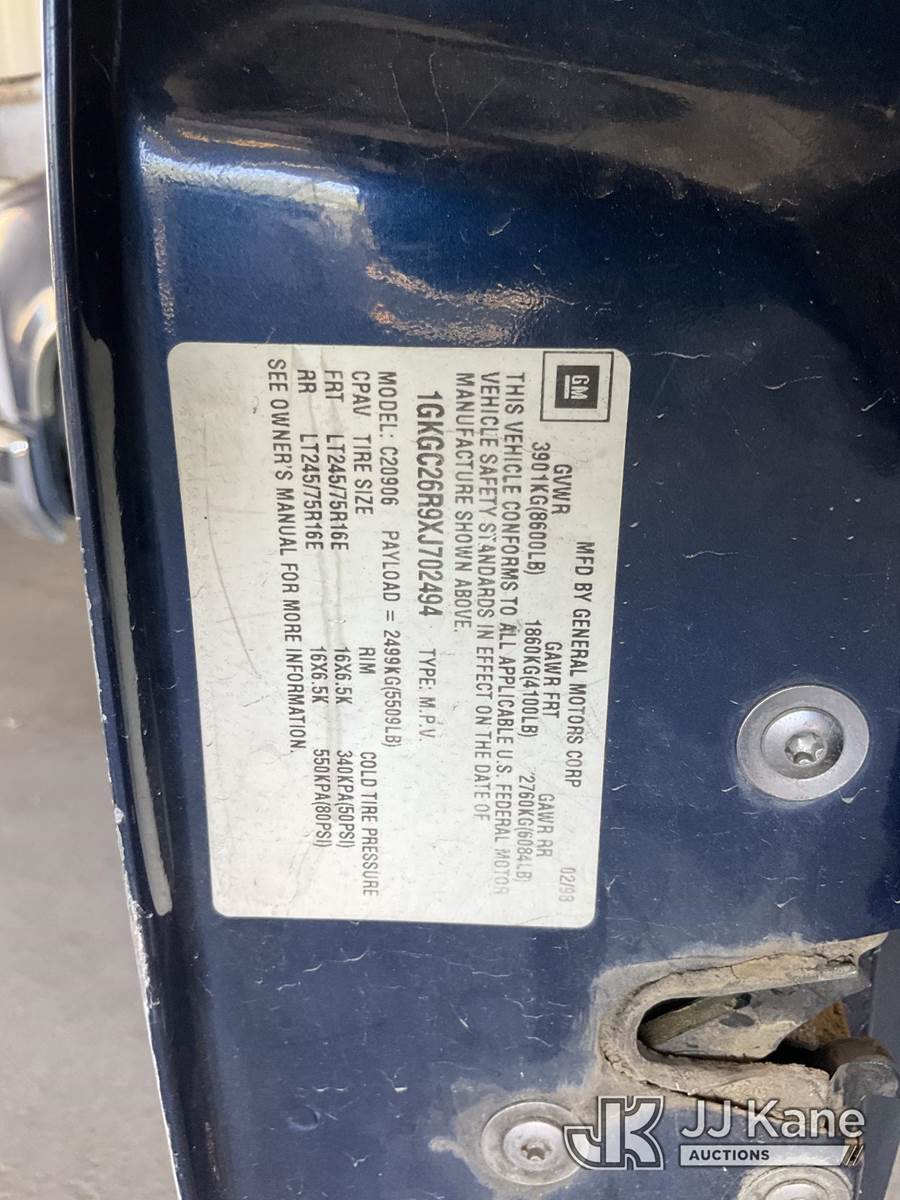 MFD BY GENERAL MOTORS CORP 02/98
GM
GVWR GAWR FRT GAWR RR
3901KG(8600LB) 1860KG(4100LB) 2760KG(6084LB)
THIS VEHICLE CONFORMS TO ALL APPLICABLE U.S. FEDERAL MOTOR
VEHICLE SAFETY STANDARDS IN EFFECT ON THE DATE OF
MANUFACTURE SHOWN ABOVE.
1GKGC26R9XJ702494 TYPE: M.P.V.
MODEL: C20906 PAYLOAD = 2499KG(5509LB)
CPAV TIRE SIZE RIM COLD TIRE PRESSURE
FRT LT245/75R16E 16X6.5K 340KPA(50PSI)
RR LT245/75R16E 16X6.5K 550KPA(80PSI)
SEE OWNER'S MANUAL FOR MORE INFORMATION.
JK JJ Kane
AUCTIONS